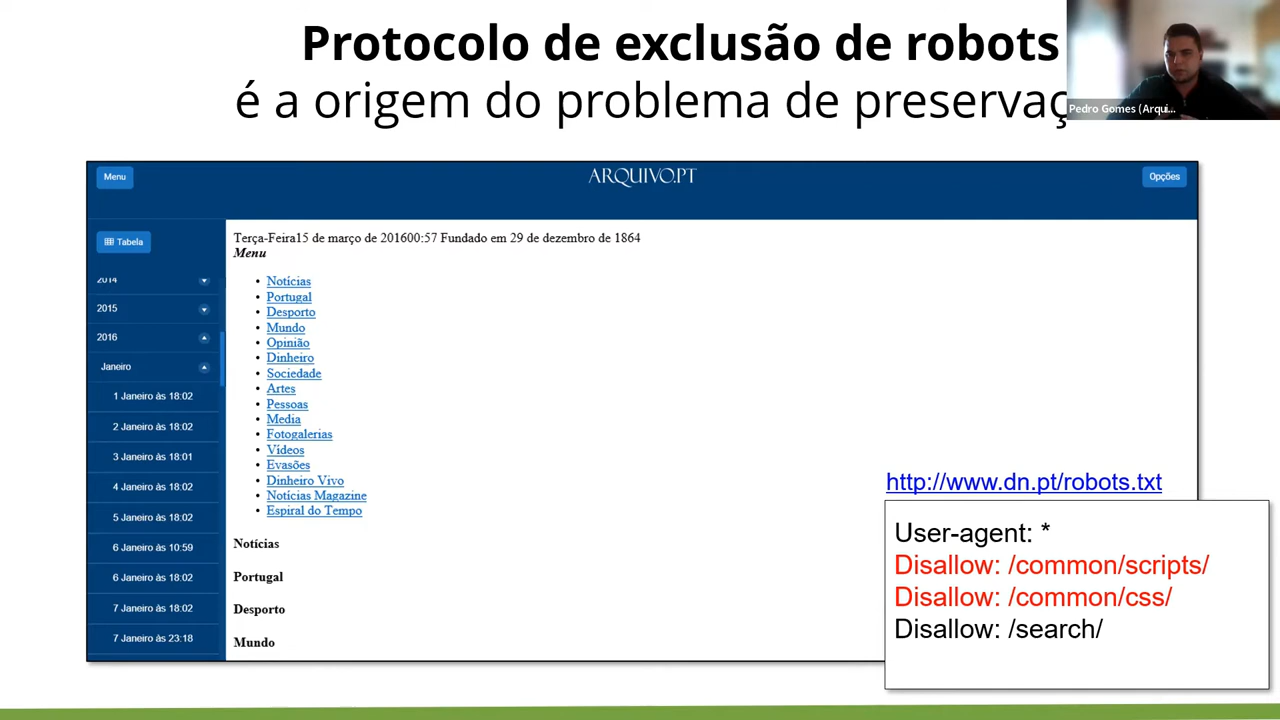 Protocolo de exclusão de robots
é a origem do problema de preservaç
Pedro Gomes (Arqui...
Menu
ARQUIVO.PT
Opções
Tabela
2014
2015
2016
Janeiro
1 Janeiro às 18:02
2 Janeiro às 18:02
3 Janeiro às 18:01
4 Janeiro às 18:02
5 Janeiro às 18:02
6 Janeiro às 10:59
6 Janeiro às 18:02
7 Janeiro às 18:02
7 Janeiro às 23:18
Terça-Feira15 de março de 201600:57 Fundado em 29 de dezembro de 1864
Menu
• Notícias
• Portugal
• Desporto
• Mundo
• Opinião
• Dinheiro
• Sociedade
• Artes
• Pessoas
• Media
• Fotogalerias
• Vídeos
• Evasões
• Dinheiro Vivo
• Notícias Magazine
• Espiral do Tempo
Notícias
Portugal
Desporto
Mundo
http://www.dn.pt/robots.txt
User-agent: *
Disallow: /common/scripts/
Disallow: /common/css/
Disallow: /search/